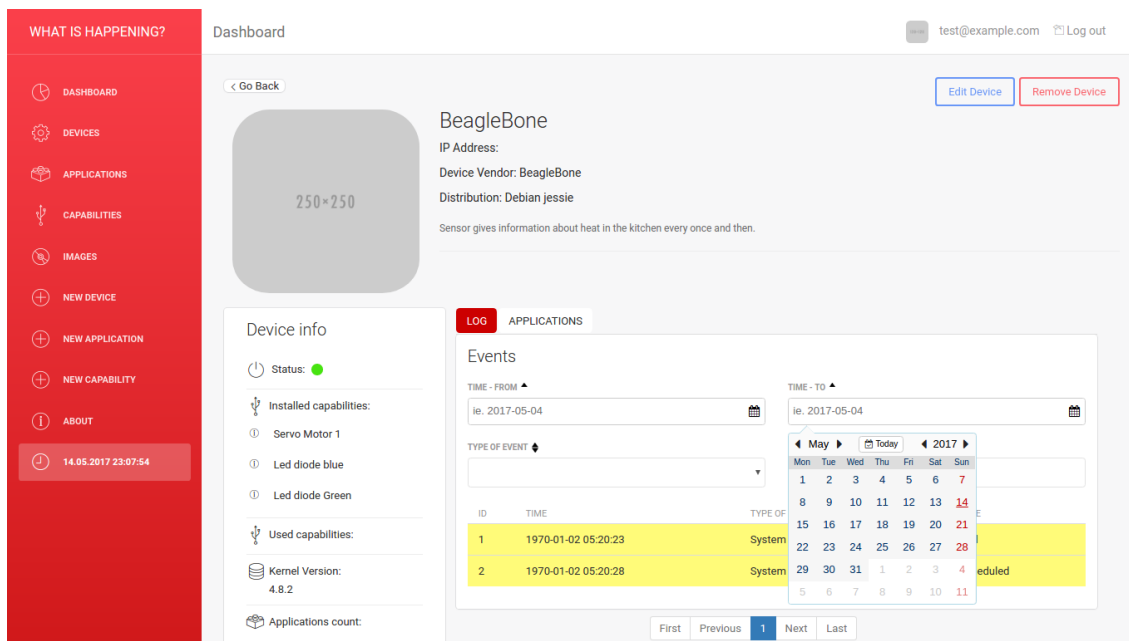 WHAT IS HAPPENING?
Dashboard
test@example.com
Log out
DASHBOARD
DEVICES
APPLICATIONS
CAPABILITIES
IMAGES
NEW DEVICE
NEW APPLICATION
NEW CAPABILITY
ABOUT
14.05.2017 23:07:54
Go Back
Edit Device
Remove Device
250×250
BeagleBone
IP Address:
Device Vendor: BeagleBone
Distribution: Debian jessie
Sensor gives information about heat in the kitchen every once and then.
Device info
Status:
Installed capabilities:
Servo Motor 1
Led diode blue
Led diode Green
Used capabilities:
Kernel Version:
4.8.2
Applications count:
LOG APPLICATIONS
Events
TIME - FROM
ie. 2017-05-04
TIME - TO
ie. 2017-05-04
TYPE OF EVENT
May Today 2017
Mon Tue Wed Thu Fri Sat Sun
1 2 3 4 5 6 7
8 9 10 11 12 13 14
15 16 17 18 19 20 21
22 23 24 25 26 27 28
29 30 31 1 2 3 4
5 6 7 8 9 10 11
ID TIME TYPE OF
1 1970-01-02 05:20:23 System
2 1970-01-02 05:20:28 System eduled
First Previous 1 Next Last